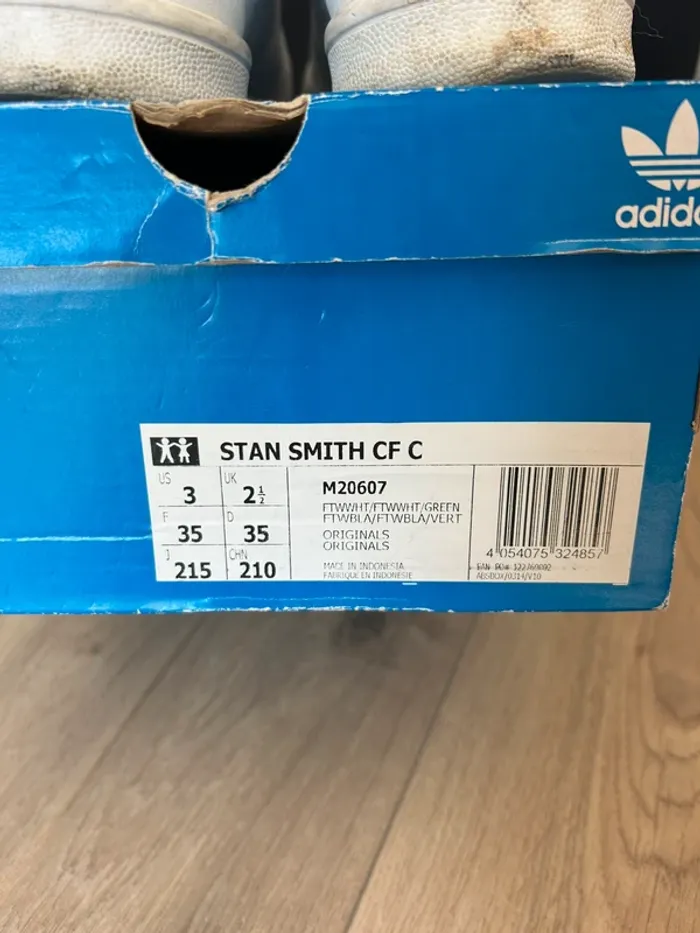 adidas
STAN SMITH CF C
US 3 UK 2½
F 35 D 35
J 215 CHN 210
M20607
FTWWHT/FTWWHT/GREEN
FTWBLA/FTWBLA/VERT
ORIGINALS
ORIGINALS
MADE IN INDONESIA
FABRIQUE EN INDONESIE
4 054075 324857